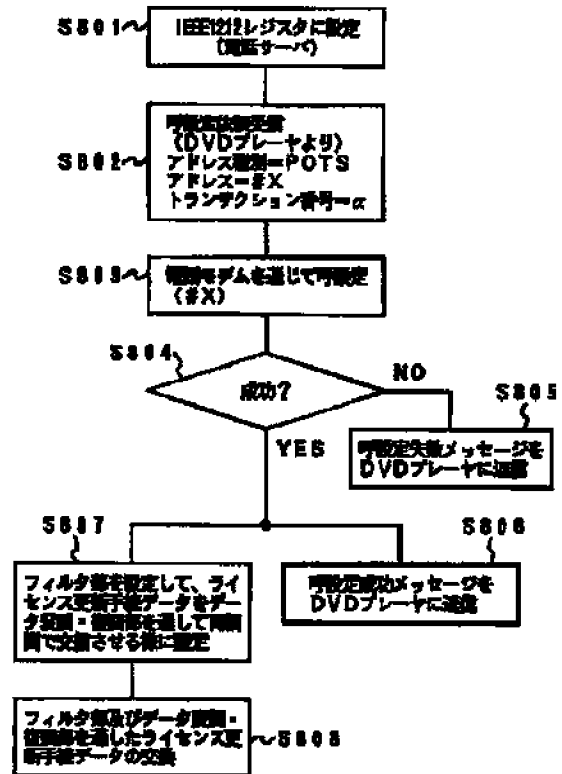 S801
IEEE1212レジスタに設定
(電話サーバ)
S802
呼設定依頼受信
(DVDプレーヤより)
アドレス種別=POTS
アドレス=#X
トランザクション番号=α
S803
モデムを通じて呼設定
(#X)
S804
成功?
NO
S805
YES
呼設定失敗メッセージを
DVDプレーヤに送信
S807
S806
フィルタ部を設定して、ライ
センス更新手続データをデー
タ変調・復調部を通して両
間で交換させる様に設定
呼設定成功メッセージを
DVDプレーヤに送信
フィルタ部及びデータ変調・
復調部を通したライセンス更
新手続データの交換
S808